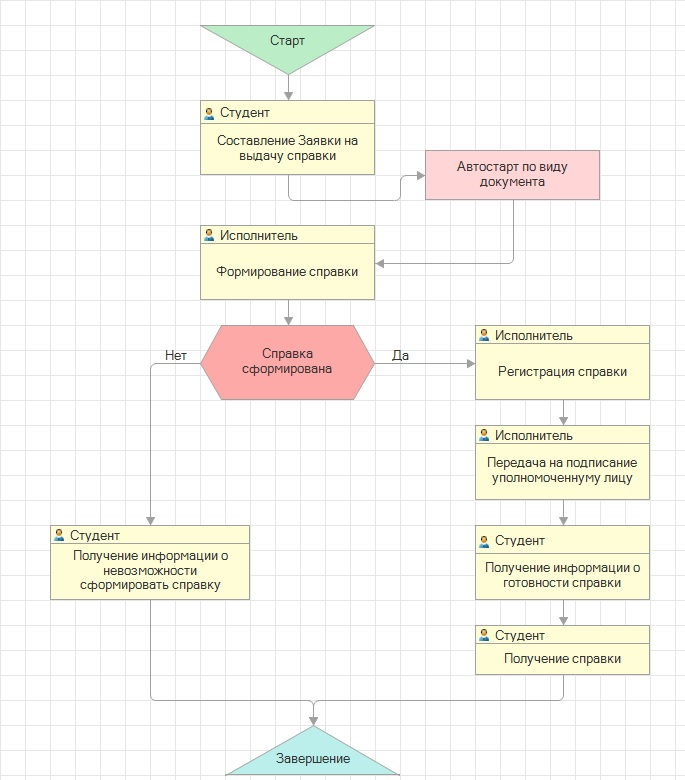 Старт
Студент
Составление Заявки на
выдачу справки
Автостарт по виду
документа
Исполнитель
Формирование справки
Справка
сформирована
Нет
Да
Исполнитель
Регистрация справки
Исполнитель
Передача на подписание
уполномоченнуму лицу
Студент
Получение информации о
невозможности
сформировать справку
Студент
Получение информации о
готовности справки
Студент
Получение справки
Завершение